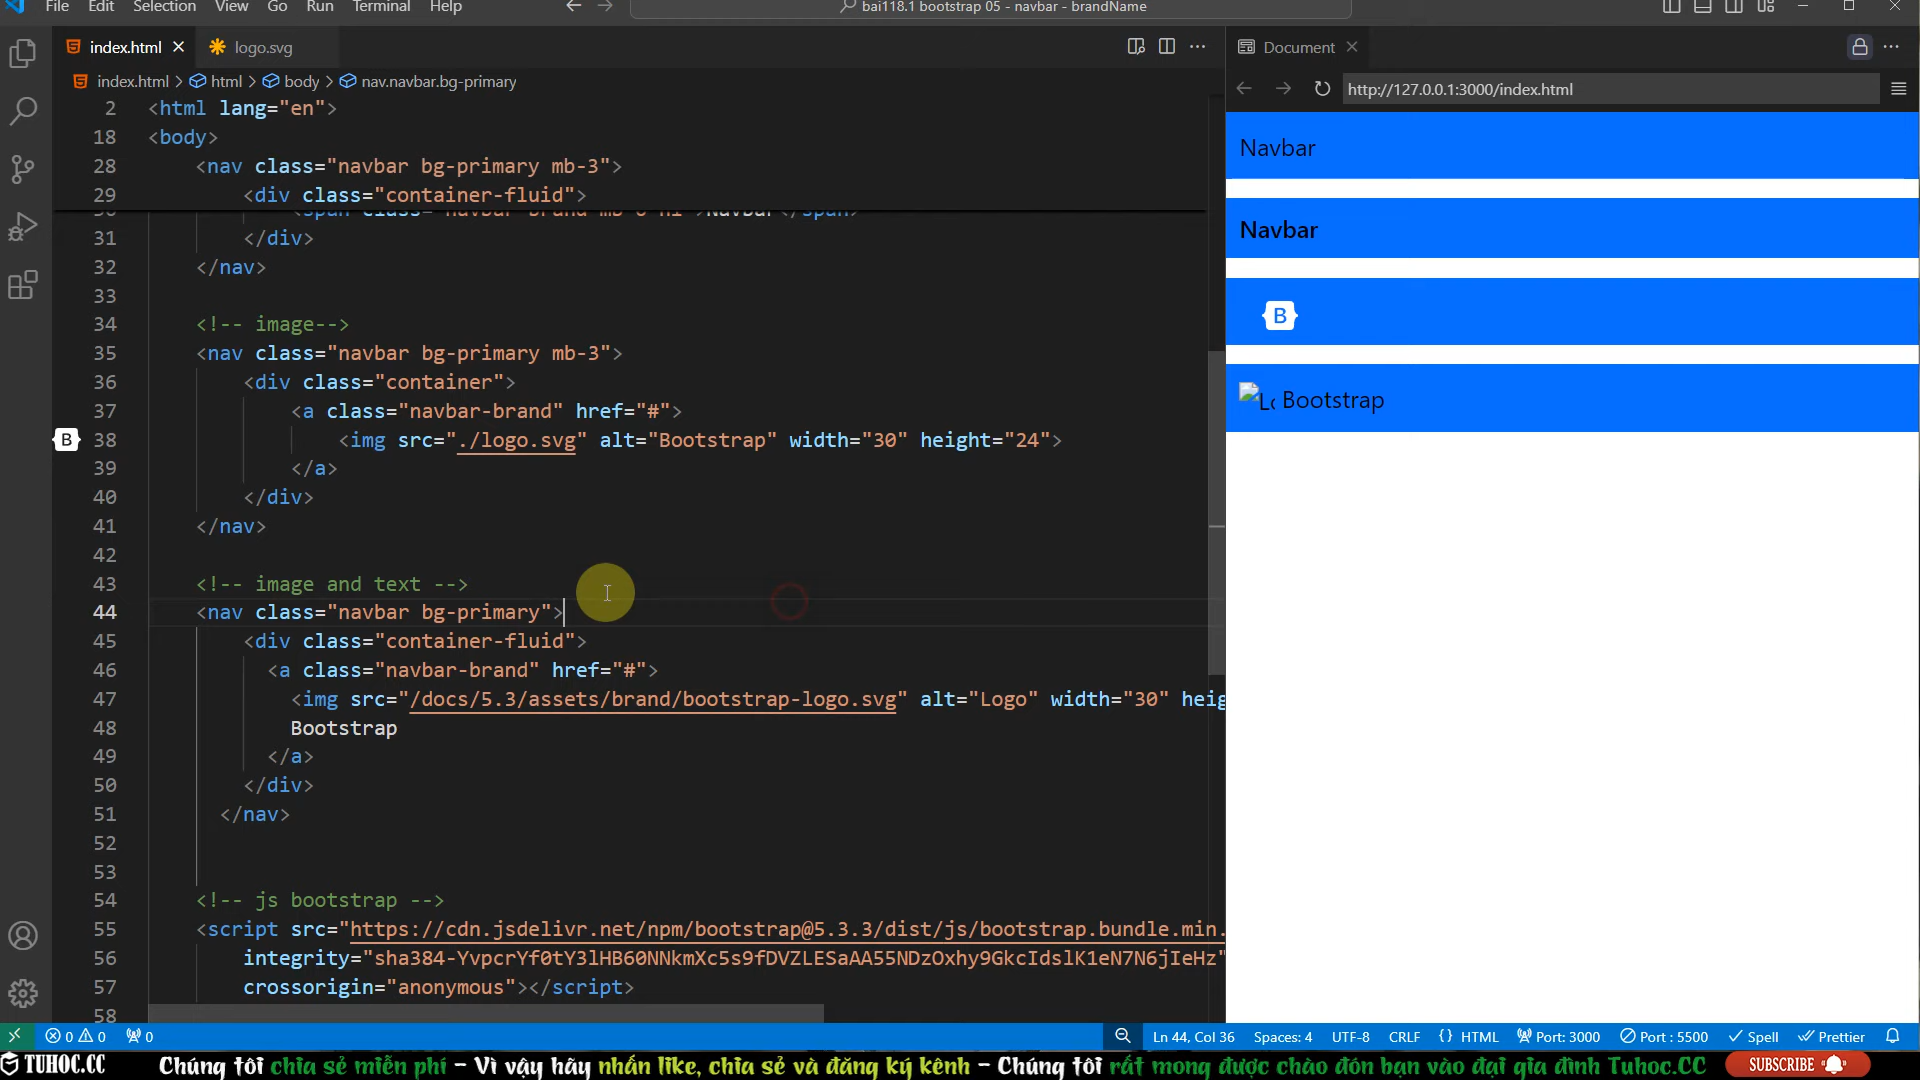 File Edit Selection View Go Run Terminal Help
bai118.1 bootstrap 05 - navbar - brandName
index.html
logo.svg
index.html > html > body > nav.navbar.bg-primary
2 <html lang="en">
18 <body>
28 <nav class="navbar bg-primary mb-3">
29 <div class="container-fluid">
31 </div>
32 </nav>
33
34 <!-- image-->
35 <nav class="navbar bg-primary mb-3">
36 <div class="container">
37 <a class="navbar-brand" href="#">
B 38 <img src="./logo.svg" alt="Bootstrap" width="30" height="24">
39 </a>
40 </div>
41 </nav>
42
43 <!-- image and text -->
44 <nav class="navbar bg-primary">
45 <div class="container-fluid">
46 <a class="navbar-brand" href="#">
47 <img src="/docs/5.3/assets/brand/bootstrap-logo.svg" alt="Logo" width="30" heig
48 Bootstrap
49 </a>
50 </div>
51 </nav>
52
53
54 <!-- js bootstrap -->
55 <script src="https://cdn.jsdelivr.net/npm/bootstrap@5.3.3/dist/js/bootstrap.bundle.min.
56 integrity="sha384-YvpcrYf0tY3lHB60NNkmXc5s9fDVZLESaAA55NDzOxhy9GkcIdslK1eN7N6jIeHz"
57 crossorigin="anonymous"></script>
58
Document
http://127.0.0.1:3000/index.html
Navbar
Navbar
B
Lo Bootstrap
0 0 0
Ln 44, Col 36 Spaces: 4 UTF-8 CRLF {} HTML Port: 3000 Port : 5500 Spell Prettier
TUHOC.CC Chúng tôi chia sẻ miễn phí - Vì vậy hãy nhấn like, chia sẻ và đăng ký kênh - Chúng tôi rất mong được chào đón bạn vào đại gia đình Tuhoc.CC SUBSCRIBE